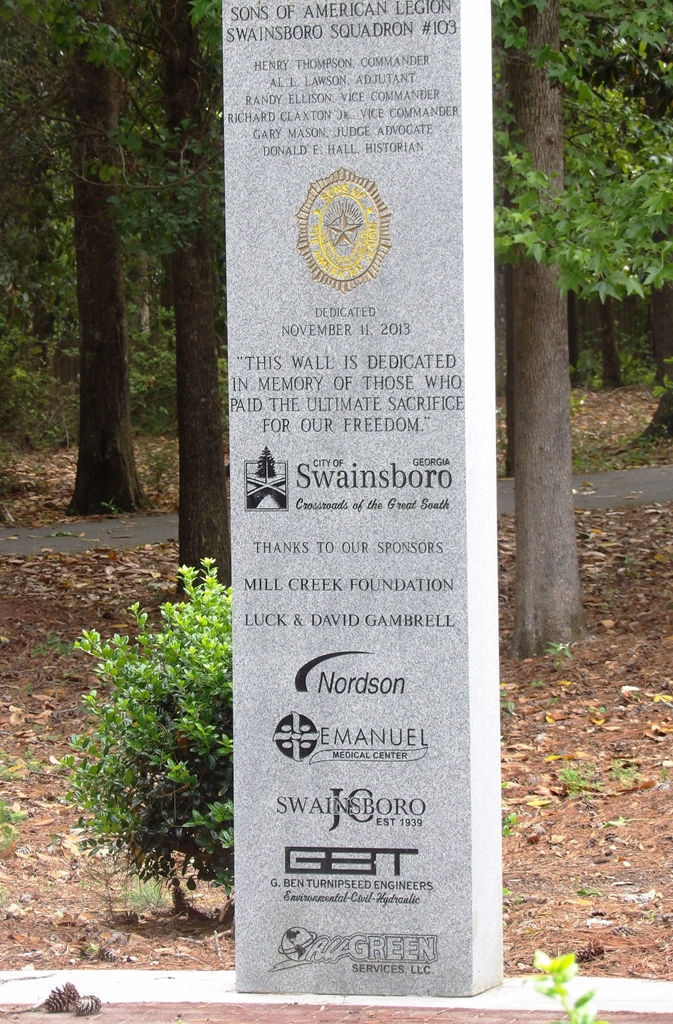 SONS OF AMERICAN LEGION
SWAINSBORO SQUADRON #103
HENRY THOMPSON, COMMANDER
AL L. LAWSON, ADJUTANT
RANDY ELLISON, VICE COMMANDER
RICHARD CLAXTON JR., VICE COMMANDER
GARY MASON, JUDGE ADVOCATE
DONALD E. HALL, HISTORIAN
SONS OF
DEDICATED
NOVEMBER 11, 2013
"THIS WALL IS DEDICATED
IN MEMORY OF THOSE WHO
PAID THE ULTIMATE SACRIFICE
FOR OUR FREEDOM."
CITY OF GEORGIA
Swainsboro
Crossroads of the Great South
THANKS TO OUR SPONSORS
MILL CREEK FOUNDATION
LUCK & DAVID GAMBRELL
Nordson
EMANUEL
MEDICAL CENTER
SWAINSBORO
JC
EST 1939
GBT
G. BEN TURNIPSEED ENGINEERS
Environmental-Civil-Hydraulic
GREEN
SERVICES, LLC.